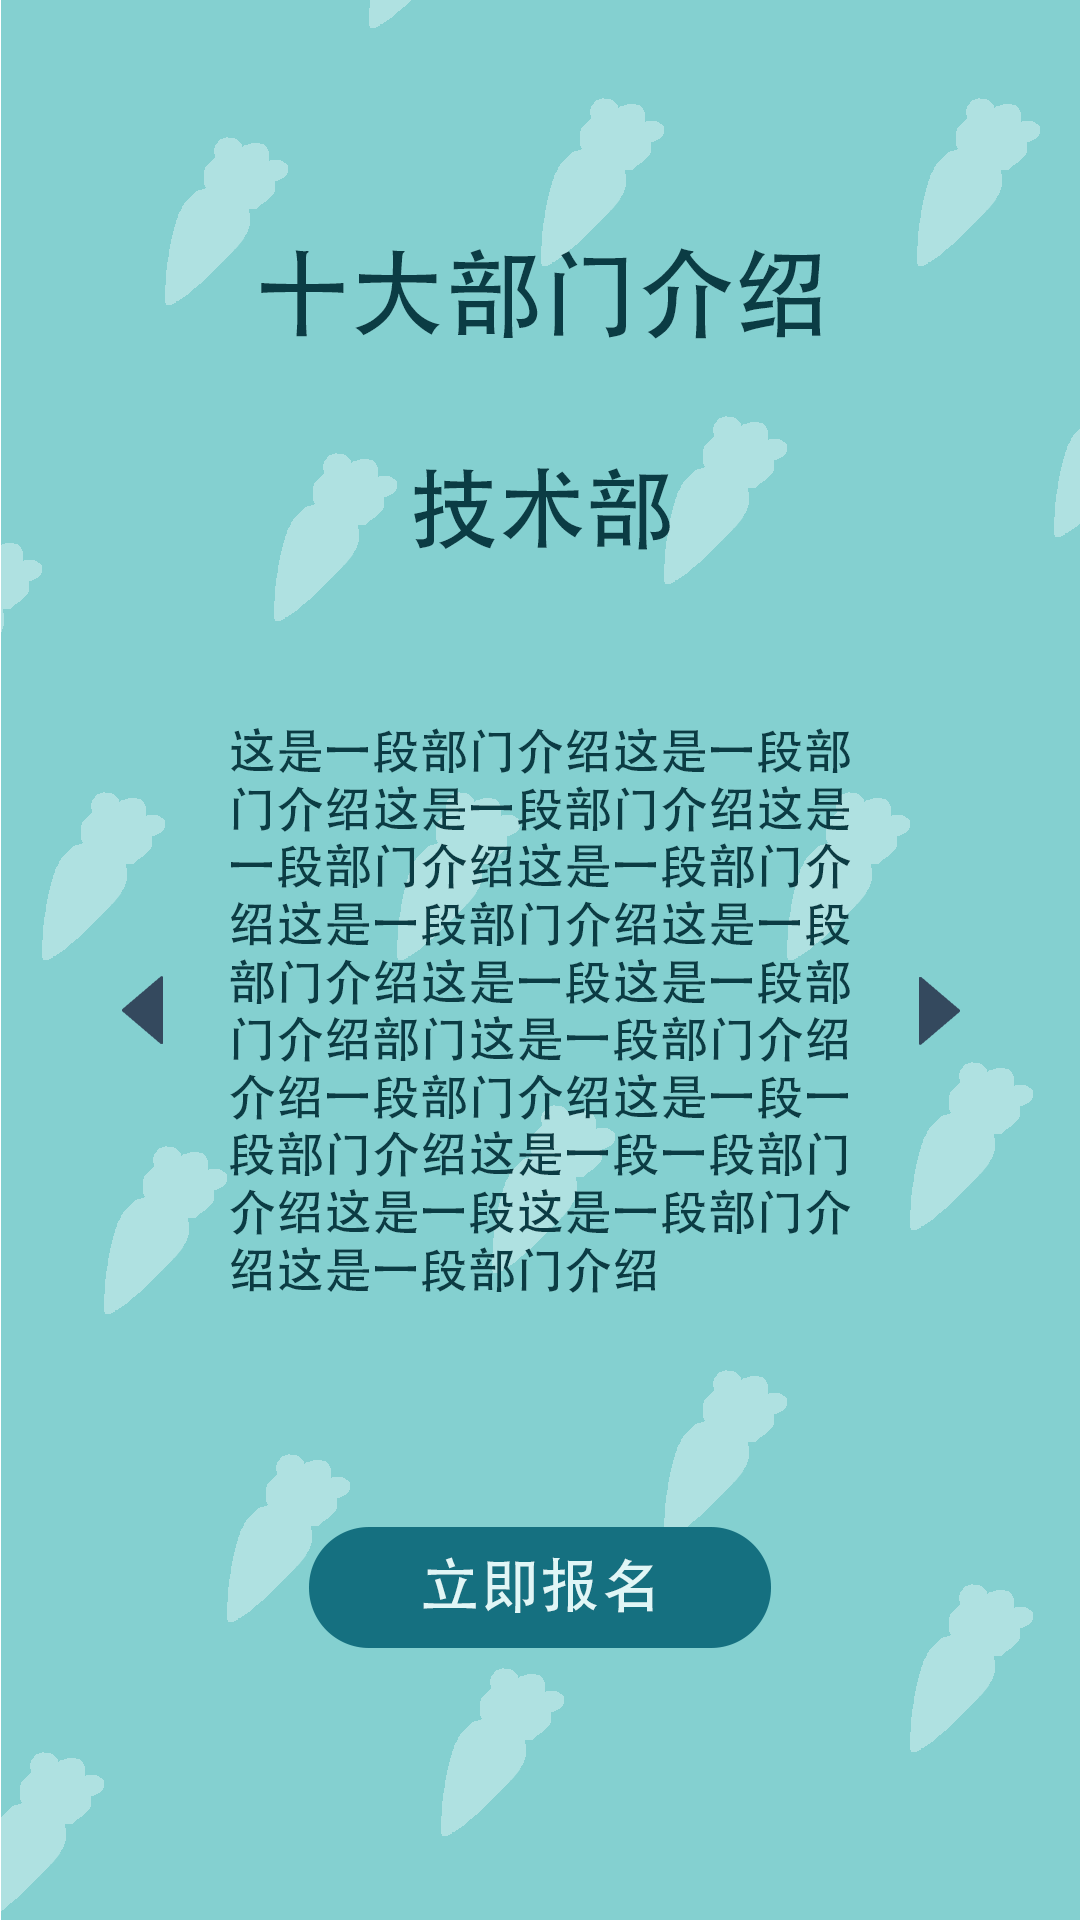 十大部门介绍
技术部
这是一段部门介绍这是一段部
门介绍这是一段部门介绍这是
一段部门介绍这是一段部门介
绍这是一段部门介绍这是一段
部门介绍这是一段这是一段部
门介绍部门这是一段部门介绍
介绍一段部门介绍这是一段一
段部门介绍这是一段一段部门
介绍这是一段这是一段部门介
绍这是一段部门介绍
立即报名